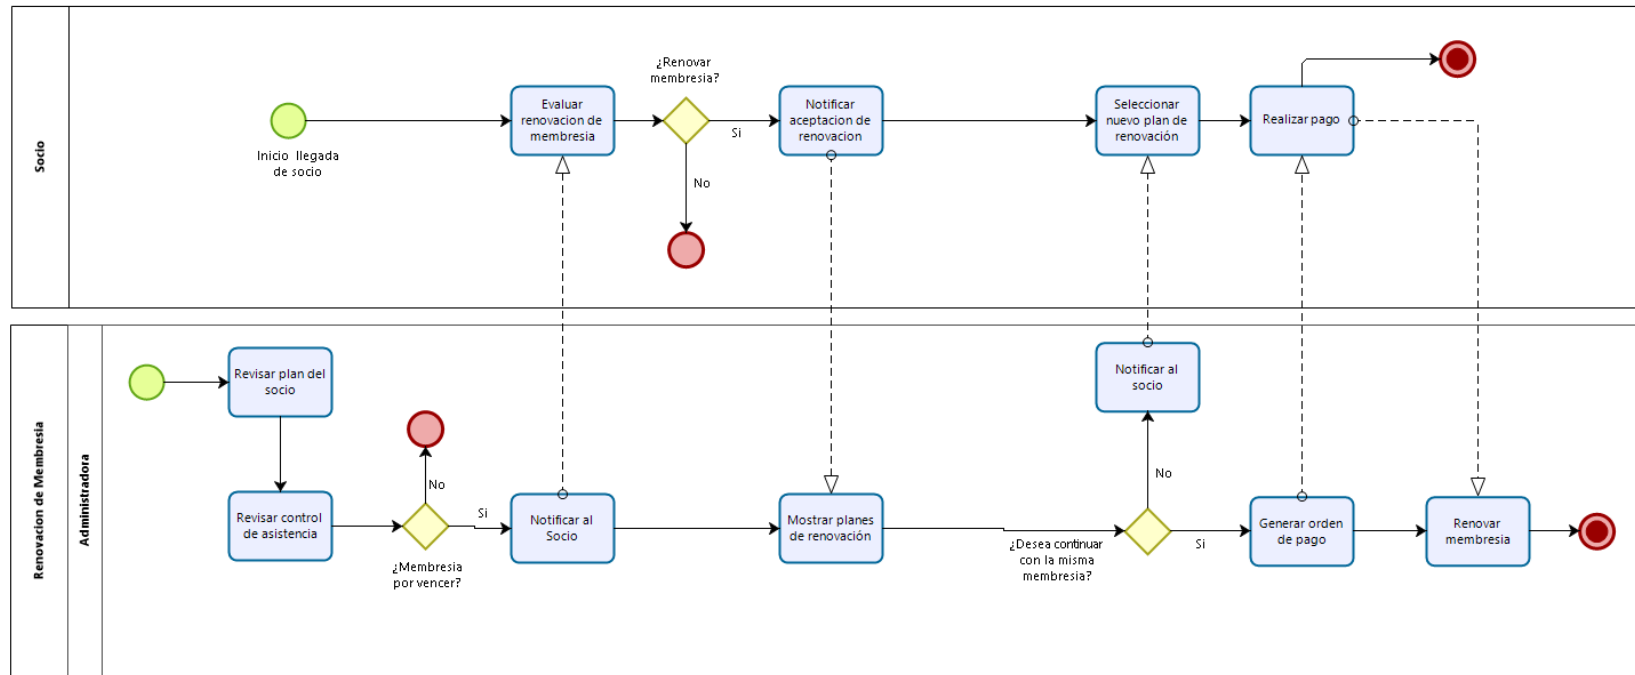 Socio
Inicio llegada
de socio
Evaluar
renovacion de
membresia
¿Renovar
membresia?
Si
No
Notificar
aceptacion de
renovacion
Seleccionar
nuevo plan de
renovación
Realizar pago
Renovacion de Membresia
Administradora
Revisar plan del
socio
Revisar control
de asistencia
No
Si
¿Membresia
por vencer?
Notificar al
Socio
Mostrar planes
de renovación
¿Desea continuar
con la misma
membresia?
Notificar al
socio
No
Si
Generar orden
de pago
Renovar
membresia